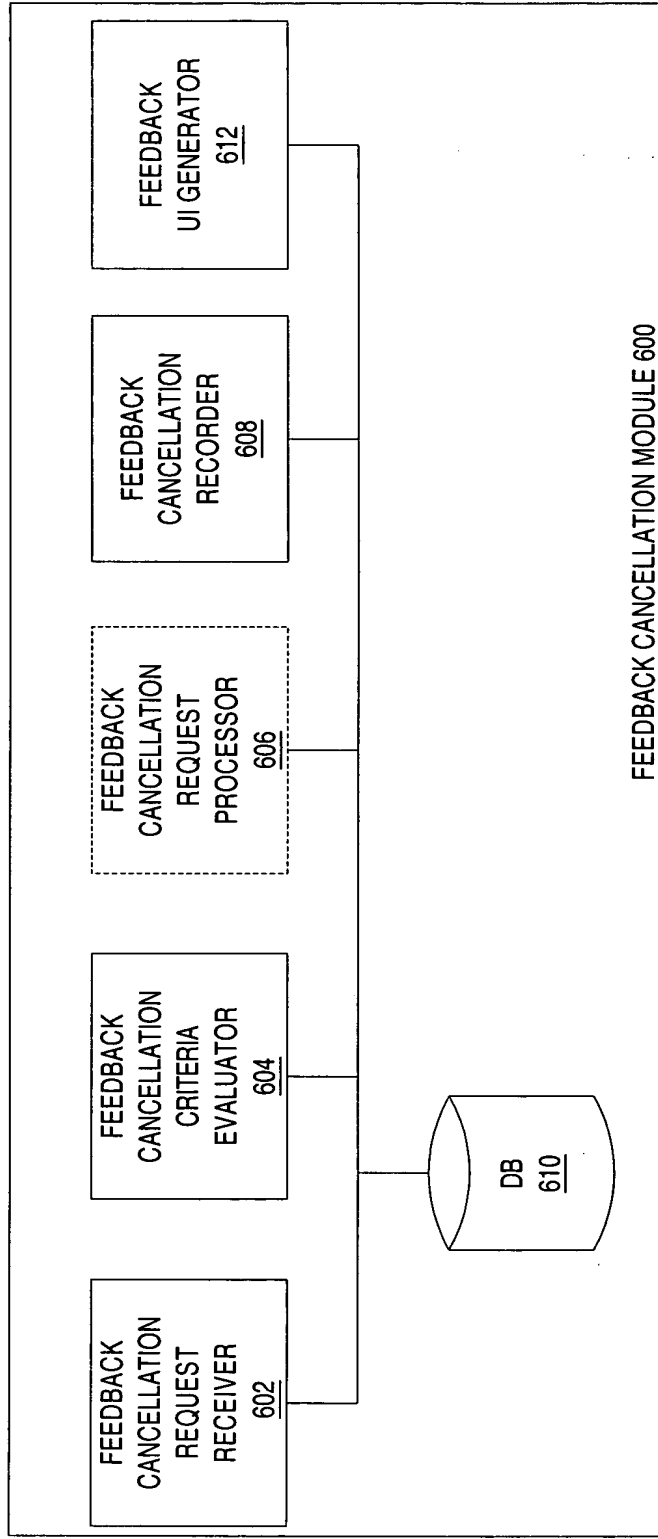 FEEDBACK
CANCELLATION
REQUEST
RECEIVER
602
FEEDBACK
CANCELLATION
CRITERIA
EVALUATOR
604
FEEDBACK
CANCELLATION
REQUEST
PROCESSOR
606
FEEDBACK
CANCELLATION
RECORDER
608
FEEDBACK
UI GENERATOR
612
DB
610
FEEDBACK CANCELLATION MODULE 600